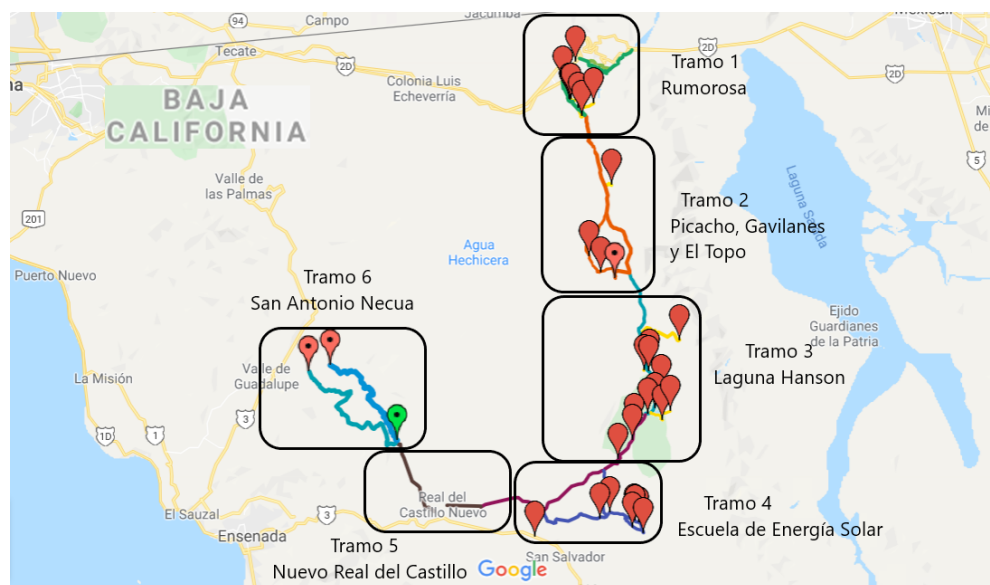 94
Campo
Jacumba
Tecate
2D
2D
Colonia Luis
Echeverría
Tramo 1
Rumorosa
2D
2D
BAJA
CALIFORNIA
5
Valle de
las Palmas
201
3
Tramo 2
Picacho, Gavilanes
y El Topo
Laguna Salada
Agua
Hechicera
Puerto Nuevo
Tramo 6
San Antonio Necua
Ejido
Guardianes
de la Patria
Tramo 3
Laguna Hanson
La Misión
Valle de
Guadalupe
3
1D
1
Real del
Castillo Nuevo
Tramo 4
Escuela de Energía Solar
El Sauzal
3
Ensenada
Tramo 5
Nuevo Real del Castillo
San Salvador
Google